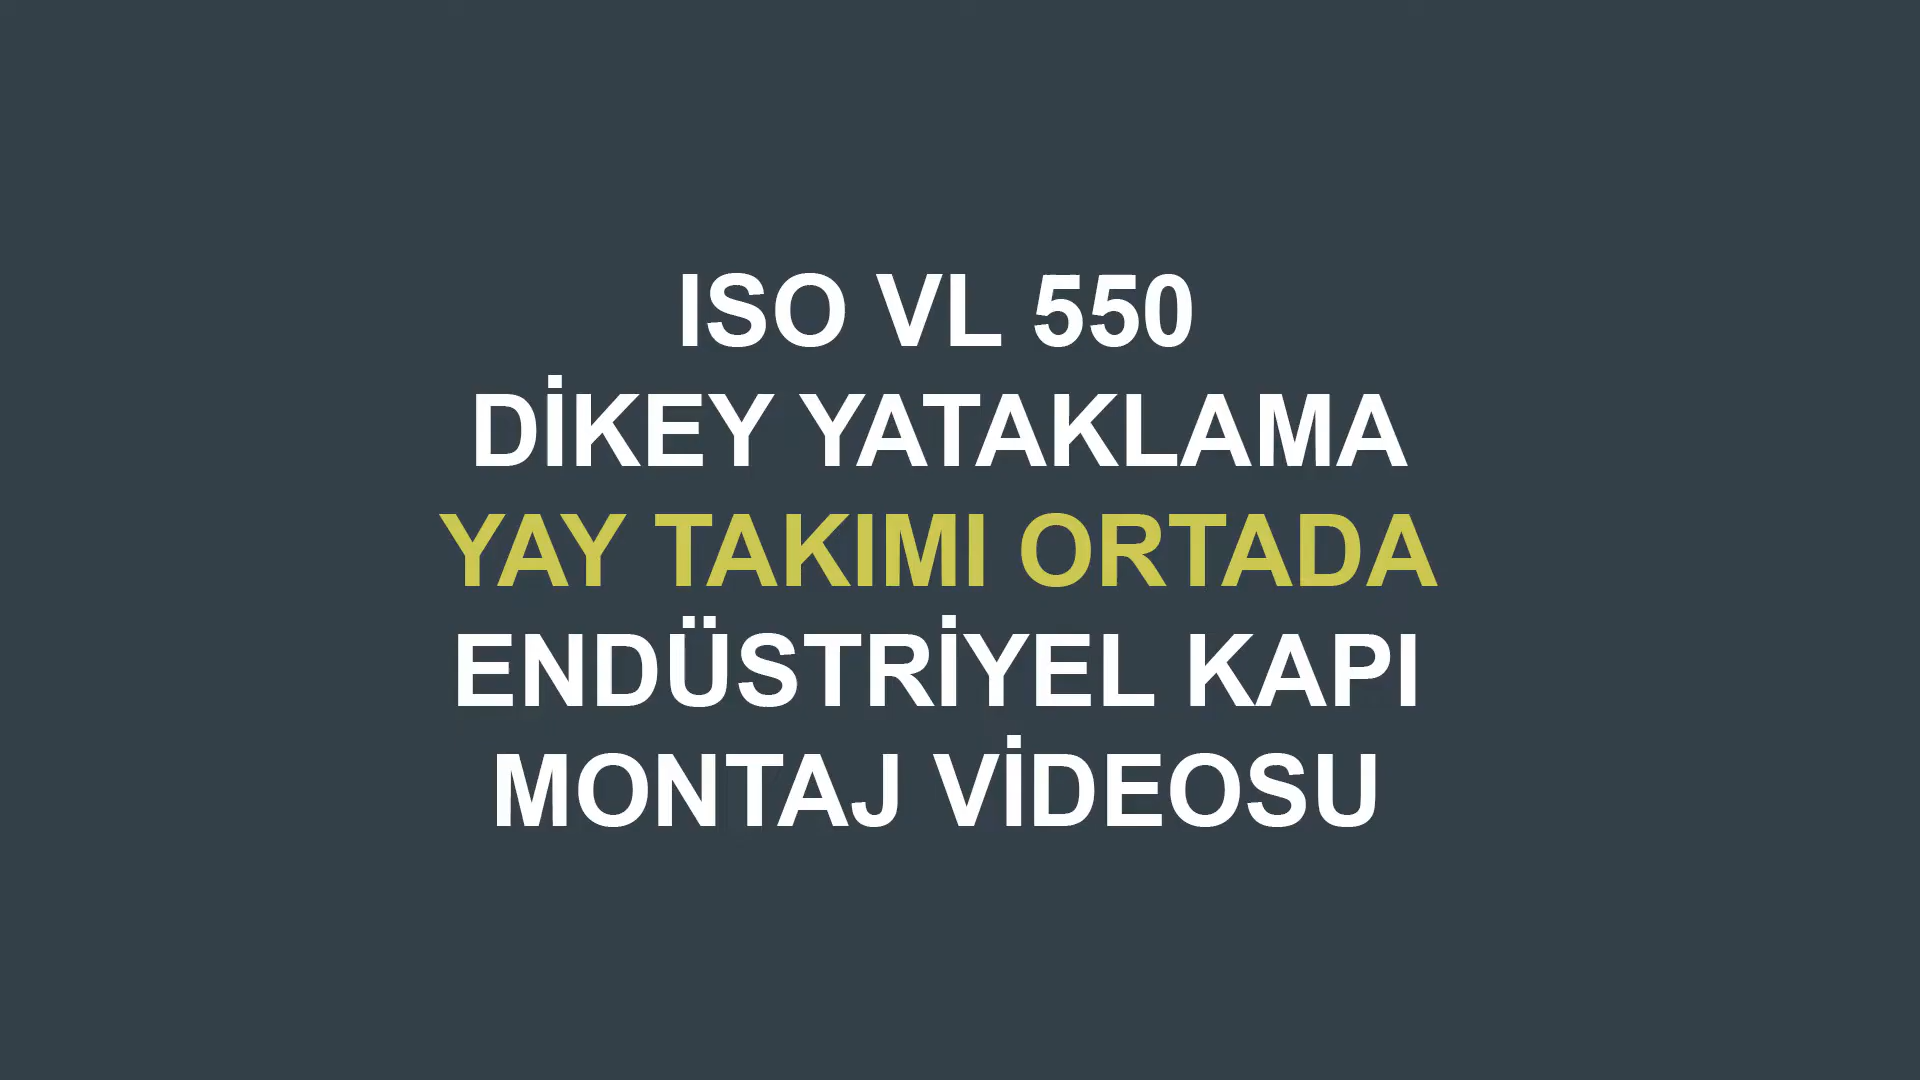 ISO VL 550
DİKEY YATAKLAMA
YAY TAKIMI ORTADA
ENDÜSTRİYEL KAPI
MONTAJ VİDEOSU